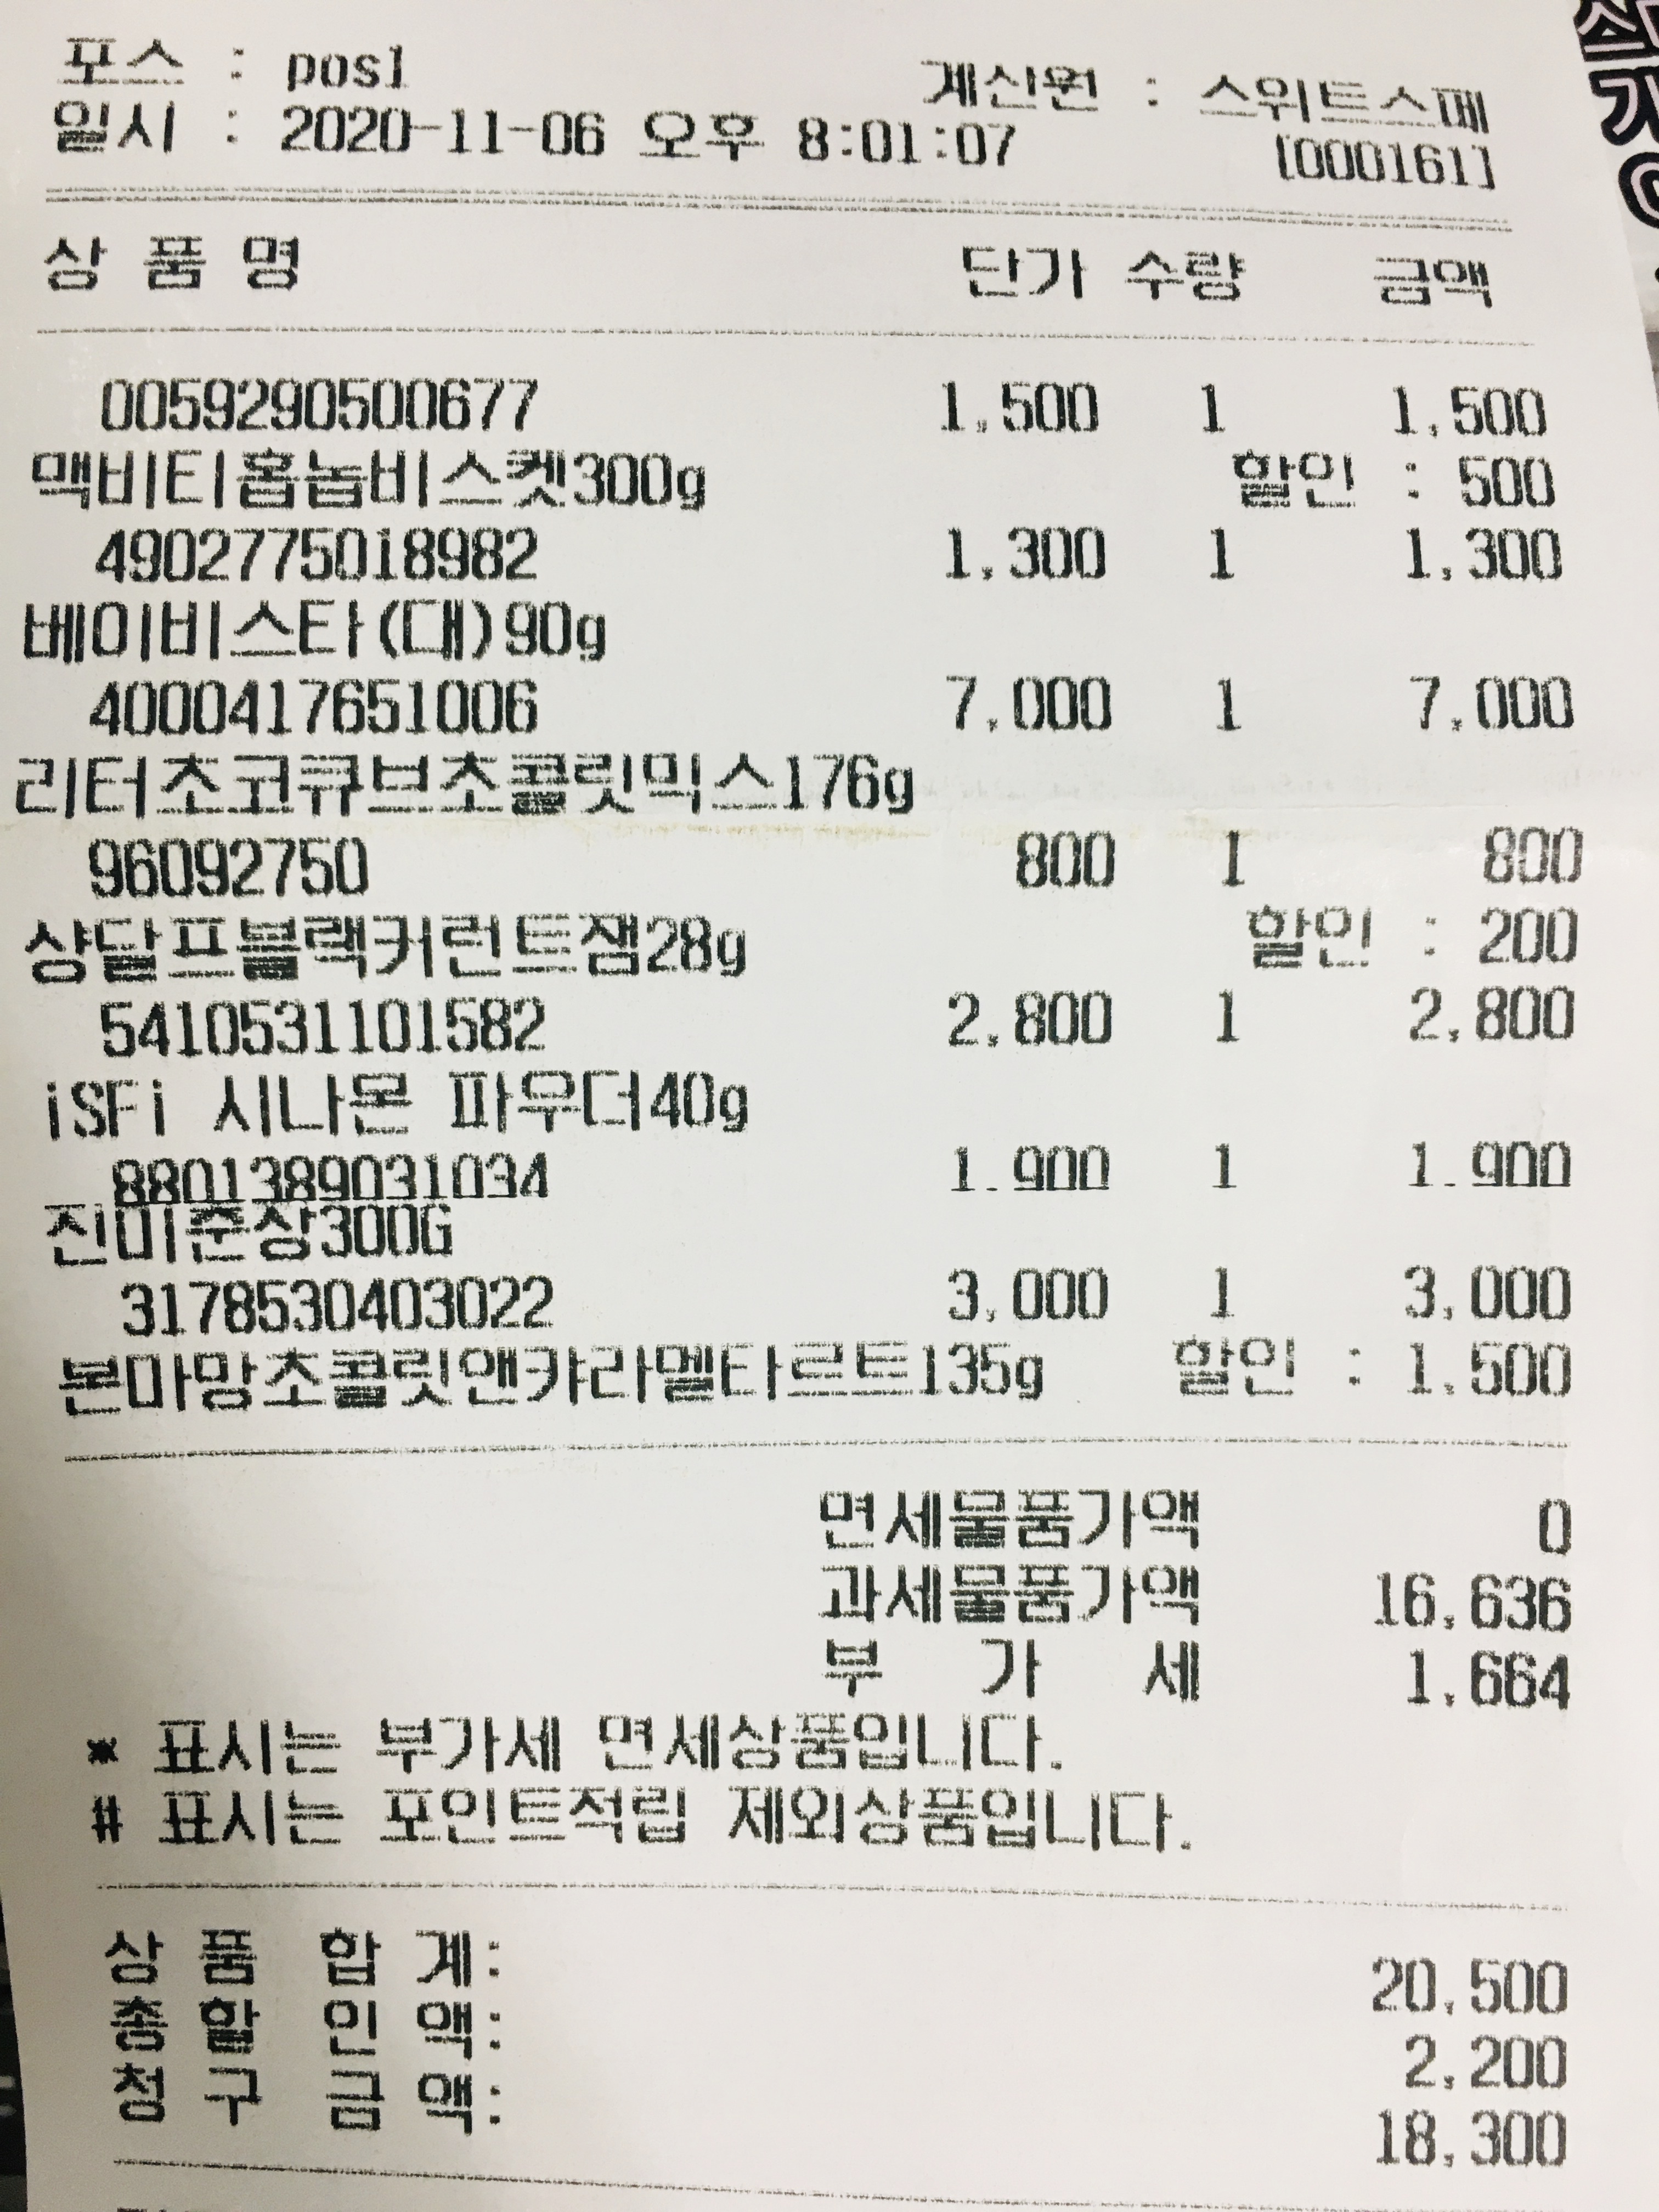 포스 : pos1
계산원 : 스위트스페
일시 : 2020-11-06 오후 8:01:07 [000161]
상 품 명 단가 수량 금액
0059290500677 1,500 1 1,500
맥비티홉놉비스켓300g 할인 : 500
4902775018982 1,300 1 1,300
베이비스타(대)90g
4000417651006 7,000 1 7,000
리터초코큐브초콜릿믹스176g
96092750 800 1 800
샹달프블랙커런트잼28g 할인 : 200
5410531101582 2,800 1 2,800
iSFi 시나몬 파우더40g
8801389031034 1,900 1 1,900
진미춘장300G
3178530403022 3,000 1 3,000
본마망초콜릿앤캬라멜타르트135g 할인 : 1,500
면세물품가액 0
과세물품가액 16,636
부 가 세 1,664
* 표시는 부가세 면세상품입니다.
# 표시는 포인트적립 제외상품입니다.
상 품 합 계: 20,500
총 할 인 액: 2,200
청 구 금 액: 18,300